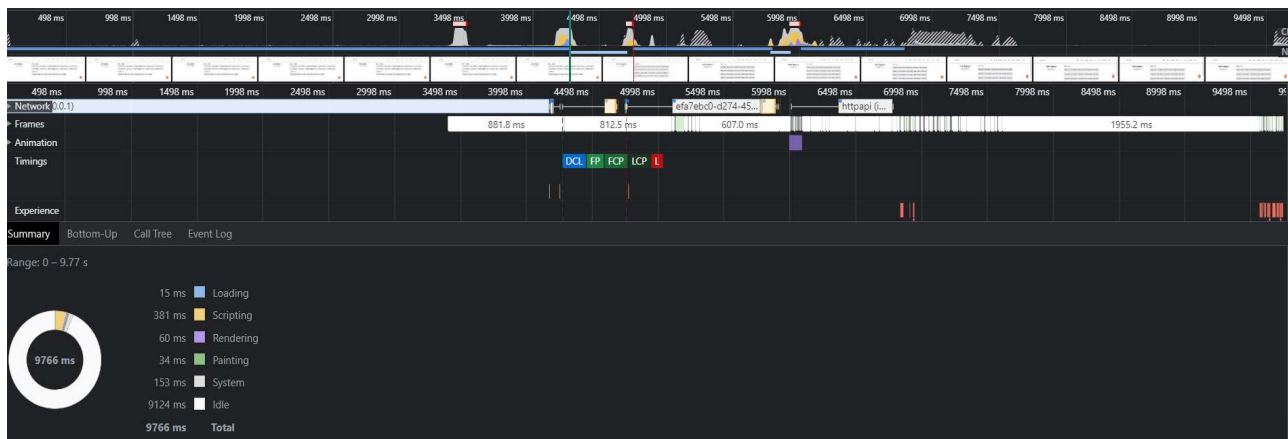 498 ms 998 ms 1498 ms 1998 ms 2498 ms 2998 ms 3498 ms 3998 ms 4498 ms 4998 ms 5498 ms 5998 ms 6498 ms 6998 ms 7498 ms 7998 ms 8498 ms 8998 ms 9498 ms
498 ms 998 ms 1498 ms 1998 ms 2498 ms 2998 ms 3498 ms 3998 ms 4498 ms 4998 ms 5498 ms 5998 ms 6498 ms 6998 ms 7498 ms 7998 ms 8498 ms 8998 ms 9498 ms
Network 0.0.1) efa7ebc0-d274-45... httpapi (i...
Frames 881.8 ms 812.5 ms 607.0 ms 1955.2 ms
Animation
Timings DCL FP FCP LCP L
Experience
Summary Bottom-Up Call Tree Event Log
Range: 0 – 9.77 s
15 ms Loading
381 ms Scripting
60 ms Rendering
9766 ms 34 ms Painting
153 ms System
9124 ms Idle
9766 ms Total